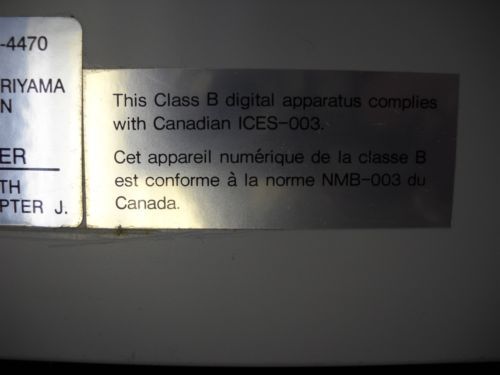 -4470
RIYAMA
N
ER
TH
PTER J.
This Class B digital apparatus complies
with Canadian ICES-003.
Cet appareil numérique de la classe B
est conforme à la norme NMB-003 du
Canada.